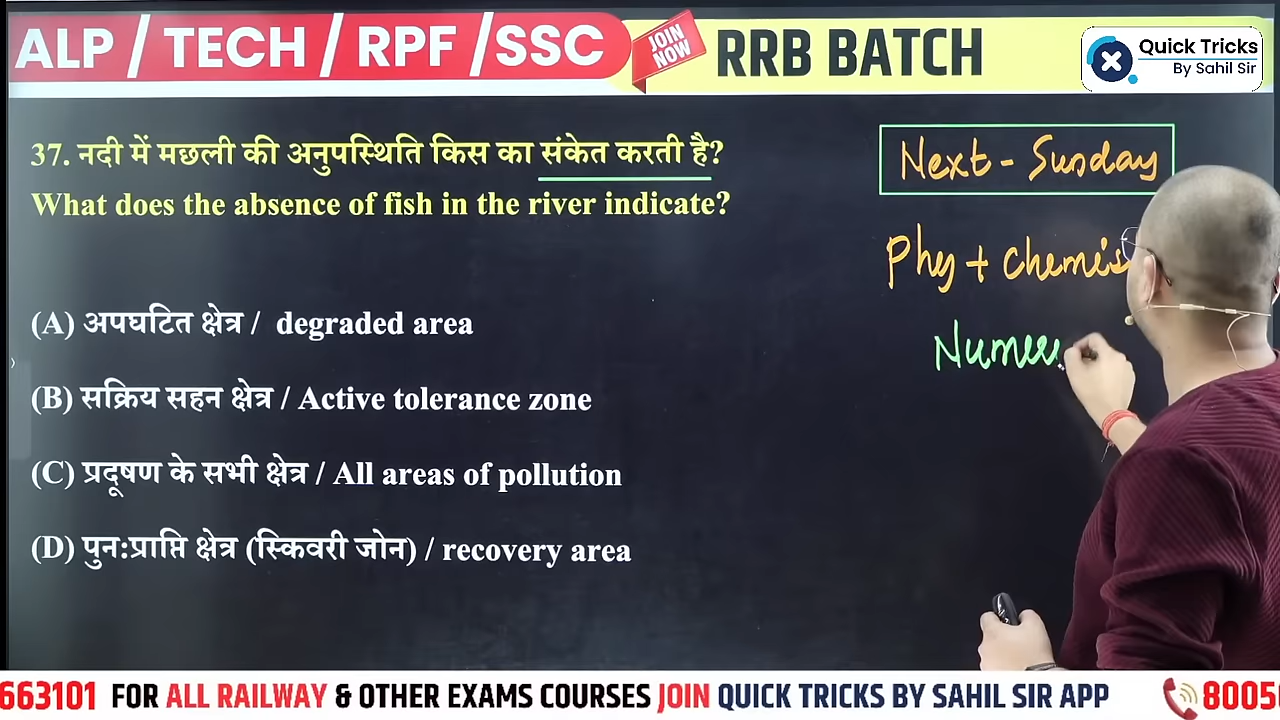 ALP / TECH / RPF / SSC
JOIN NOW
RRB BATCH
Quick Tricks
By Sahil Sir
37. नदी में मछली की अनुपस्थिति किस का संकेत करती है?
What does the absence of fish in the river indicate?
(A) अपघटित क्षेत्र / degraded area
(B) सक्रिय सहन क्षेत्र / Active tolerance zone
(C) प्रदूषण के सभी क्षेत्र / All areas of pollution
(D) पुन:प्राप्ति क्षेत्र (स्किवरी जोन) / recovery area
Next - Sunday
Phy + Chemis
663101 FOR ALL RAILWAY & OTHER EXAMS COURSES JOIN QUICK TRICKS BY SAHIL SIR APP